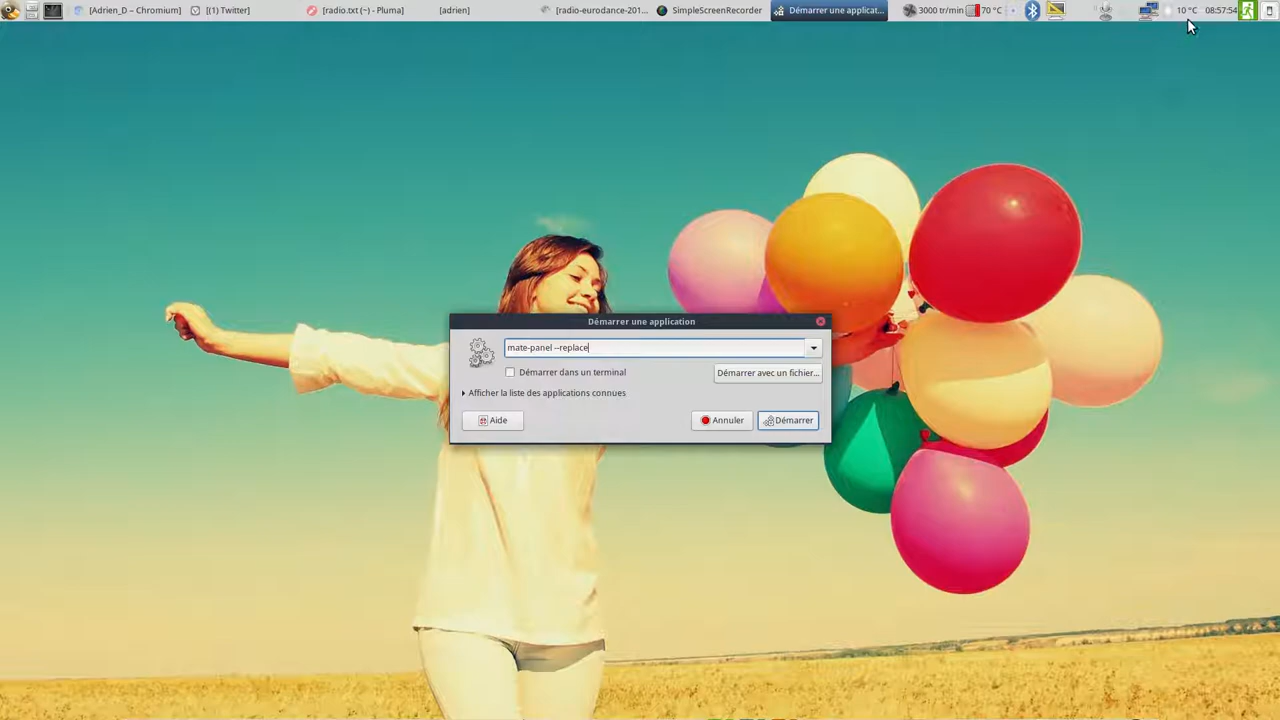 [Adrien_D – Chromium] [(1) Twitter] [radio.txt (~) - Pluma] [adrien] [radio-eurodance-201... SimpleScreenRecorder Démarrer une applicat... 3000 tr/min 70 °C 10 °C 08:57:54
Démarrer une application
mate-panel --replace
Démarrer dans un terminal
Démarrer avec un fichier...
Afficher la liste des applications connues
Aide
Annuler
Démarrer